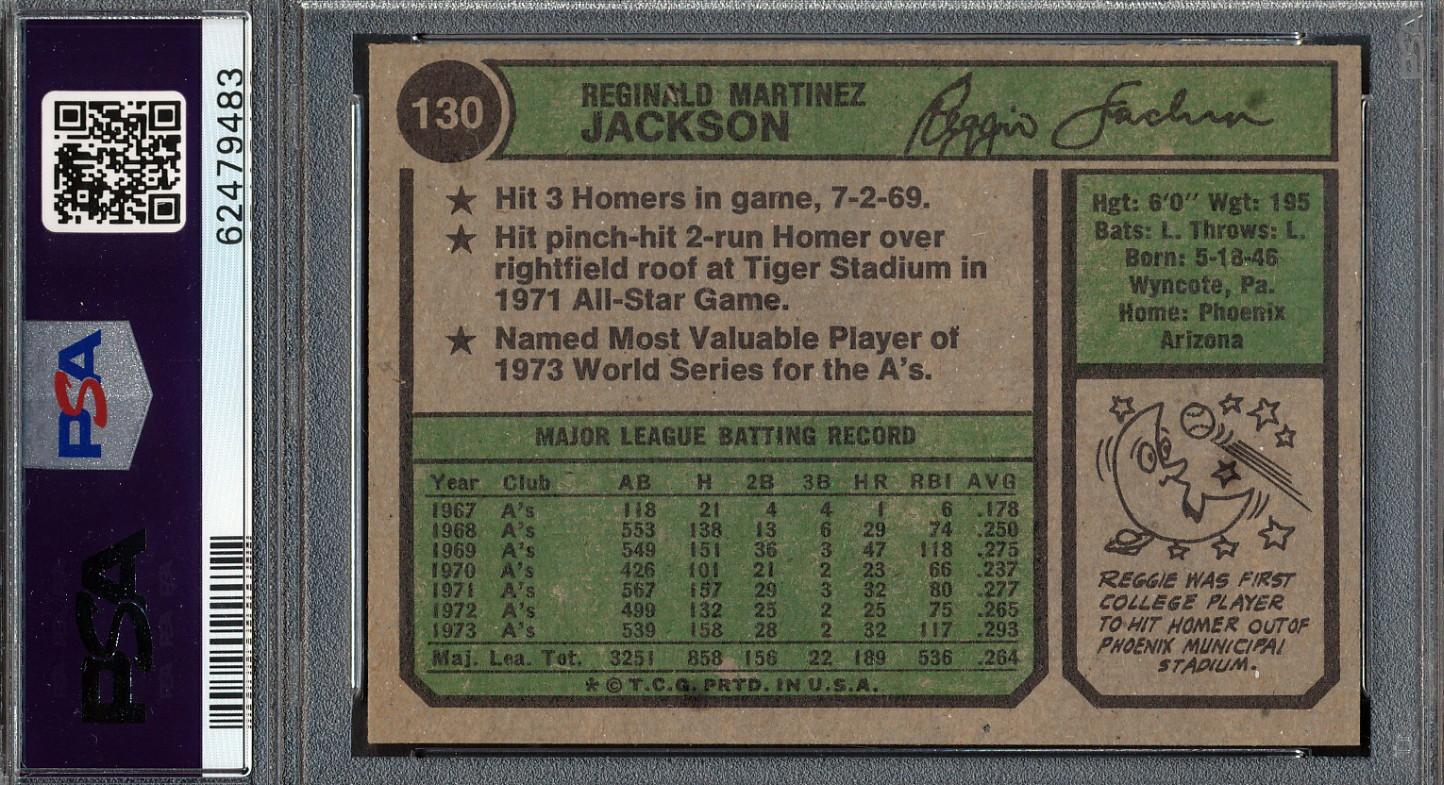 62479483
PSA
PSA
130
REGINALD MARTINEZ
JACKSON
Reggie Jackson
★ Hit 3 Homers in game, 7-2-69.
★ Hit pinch-hit 2-run Homer over
rightfield roof at Tiger Stadium in
1971 All-Star Game.
★ Named Most Valuable Player of
1973 World Series for the A's.
Hgt: 6'0" Wgt: 195
Bats: L. Throws: L.
Born: 5-18-46
Wyncote, Pa.
Home: Phoenix
Arizona
MAJOR LEAGUE BATTING RECORD
Year Club AB H 2B 3B HR RBI AVG
1967 A's 118 21 4 4 1 6 .178
1968 A's 553 138 13 6 29 74 .250
1969 A's 549 151 36 3 47 118 .275
1970 A's 426 101 21 2 23 66 .237
1971 A's 567 157 29 3 32 80 .277
1972 A's 499 132 25 2 25 75 .265
1973 A's 539 158 28 2 32 117 .293
Maj. Lea. Tot. 3251 858 156 22 189 536 .264
* © T.C.G. PRTD. IN U.S.A.
REGGIE WAS FIRST
COLLEGE PLAYER
TO HIT HOMER OUT OF
PHOENIX MUNICIPAL
STADIUM.